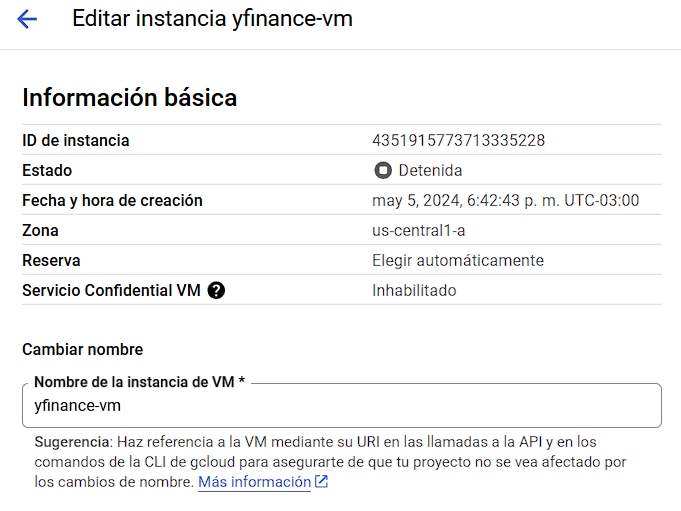 Editar instancia yfinance-vm
Información básica
ID de instancia 4351915773713335228
Estado Detenida
Fecha y hora de creación may 5, 2024, 6:42:43 p. m. UTC-03:00
Zona us-central1-a
Reserva Elegir automáticamente
Servicio Confidential VM ? Inhabilitado
Cambiar nombre
Nombre de la instancia de VM *
yfinance-vm
Sugerencia: Haz referencia a la VM mediante su URI en las llamadas a la API y en los
comandos de la CLI de gcloud para asegurarte de que tu proyecto no se vea afectado por
los cambios de nombre. Más información